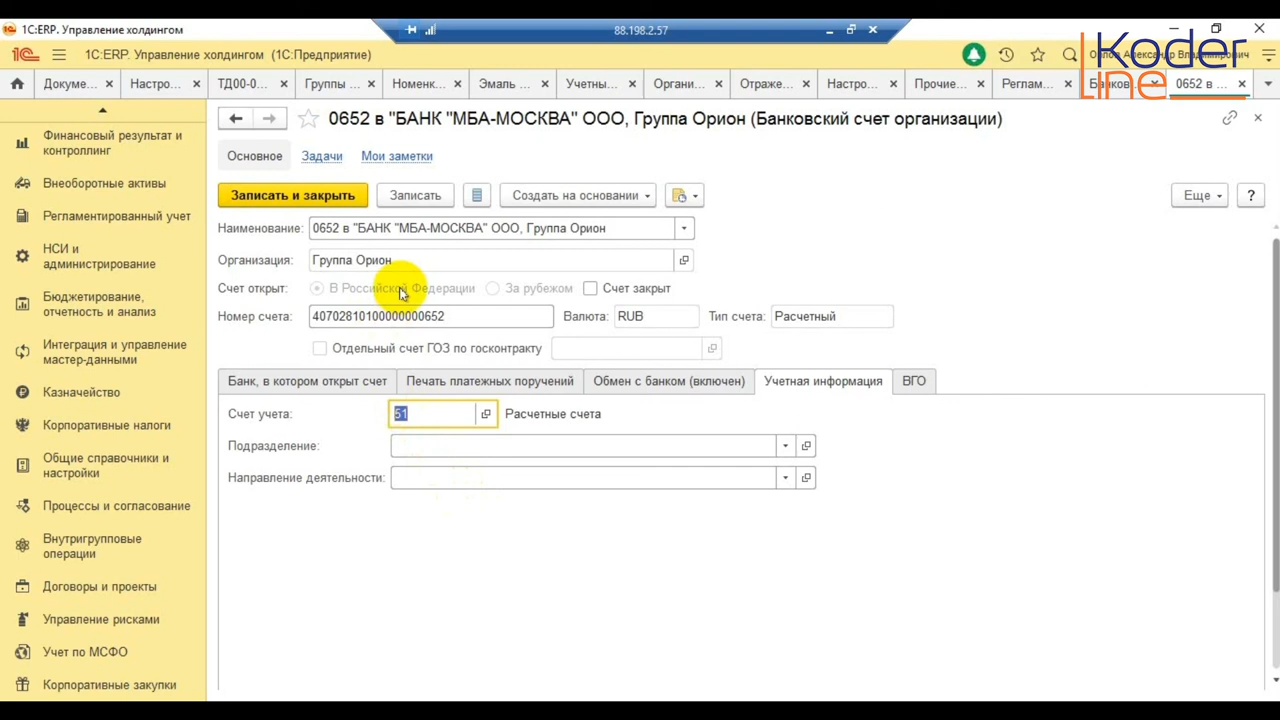 1С:ERP. Управление холдингом
88.198.2.57
1С:ERP. Управление холдингом (1С:Предприятие)
Koder
Line
Докуме...
Настро...
ТД00-0...
Группы ...
Номенк...
Эмаль ...
Учетны...
Органи...
Отраже...
Настро...
Прочие...
Реглам...
0652 в ...
Финансовый результат и
контроллинг
Внеоборотные активы
Регламентированный учет
НСИ и
администрирование
Бюджетирование,
отчетность и анализ
Интеграция и управление
мастер-данными
Казначейство
Корпоративные налоги
Общие справочники и
настройки
Процессы и согласование
Внутригрупповые
операции
Договоры и проекты
Управление рисками
Учет по МСФО
Корпоративные закупки
0652 в "БАНК "МБА-МОСКВА" ООО, Группа Орион (Банковский счет организации)
Основное Задачи Мои заметки
Записать и закрыть Записать Создать на основании Еще ?
Наименование: 0652 в "БАНК "МБА-МОСКВА" ООО, Группа Орион
Организация: Группа Орион
Счет открыт: В Российской Федерации За рубежом Счет закрыт
Номер счета: 40702810100000000652 Валюта: RUB Тип счета: Расчетный
Отдельный счет ГОЗ по госконтракту
Банк, в котором открыт счет Печать платежных поручений Обмен с банком (включен) Учетная информация ВГО
Счет учета: 51 Расчетные счета
Подразделение:
Направление деятельности: